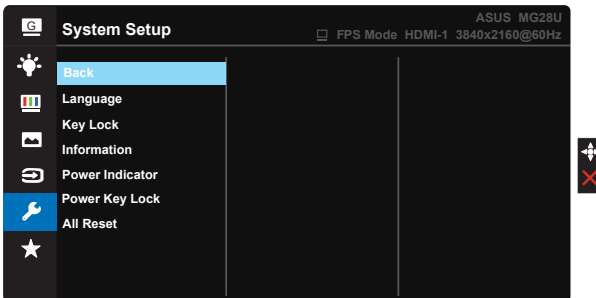 G
System Setup
ASUS MG28U
FPS Mode HDMI-1 3840x2160@60Hz
Back
Language
Key Lock
Information
Power Indicator
Power Key Lock
All Reset